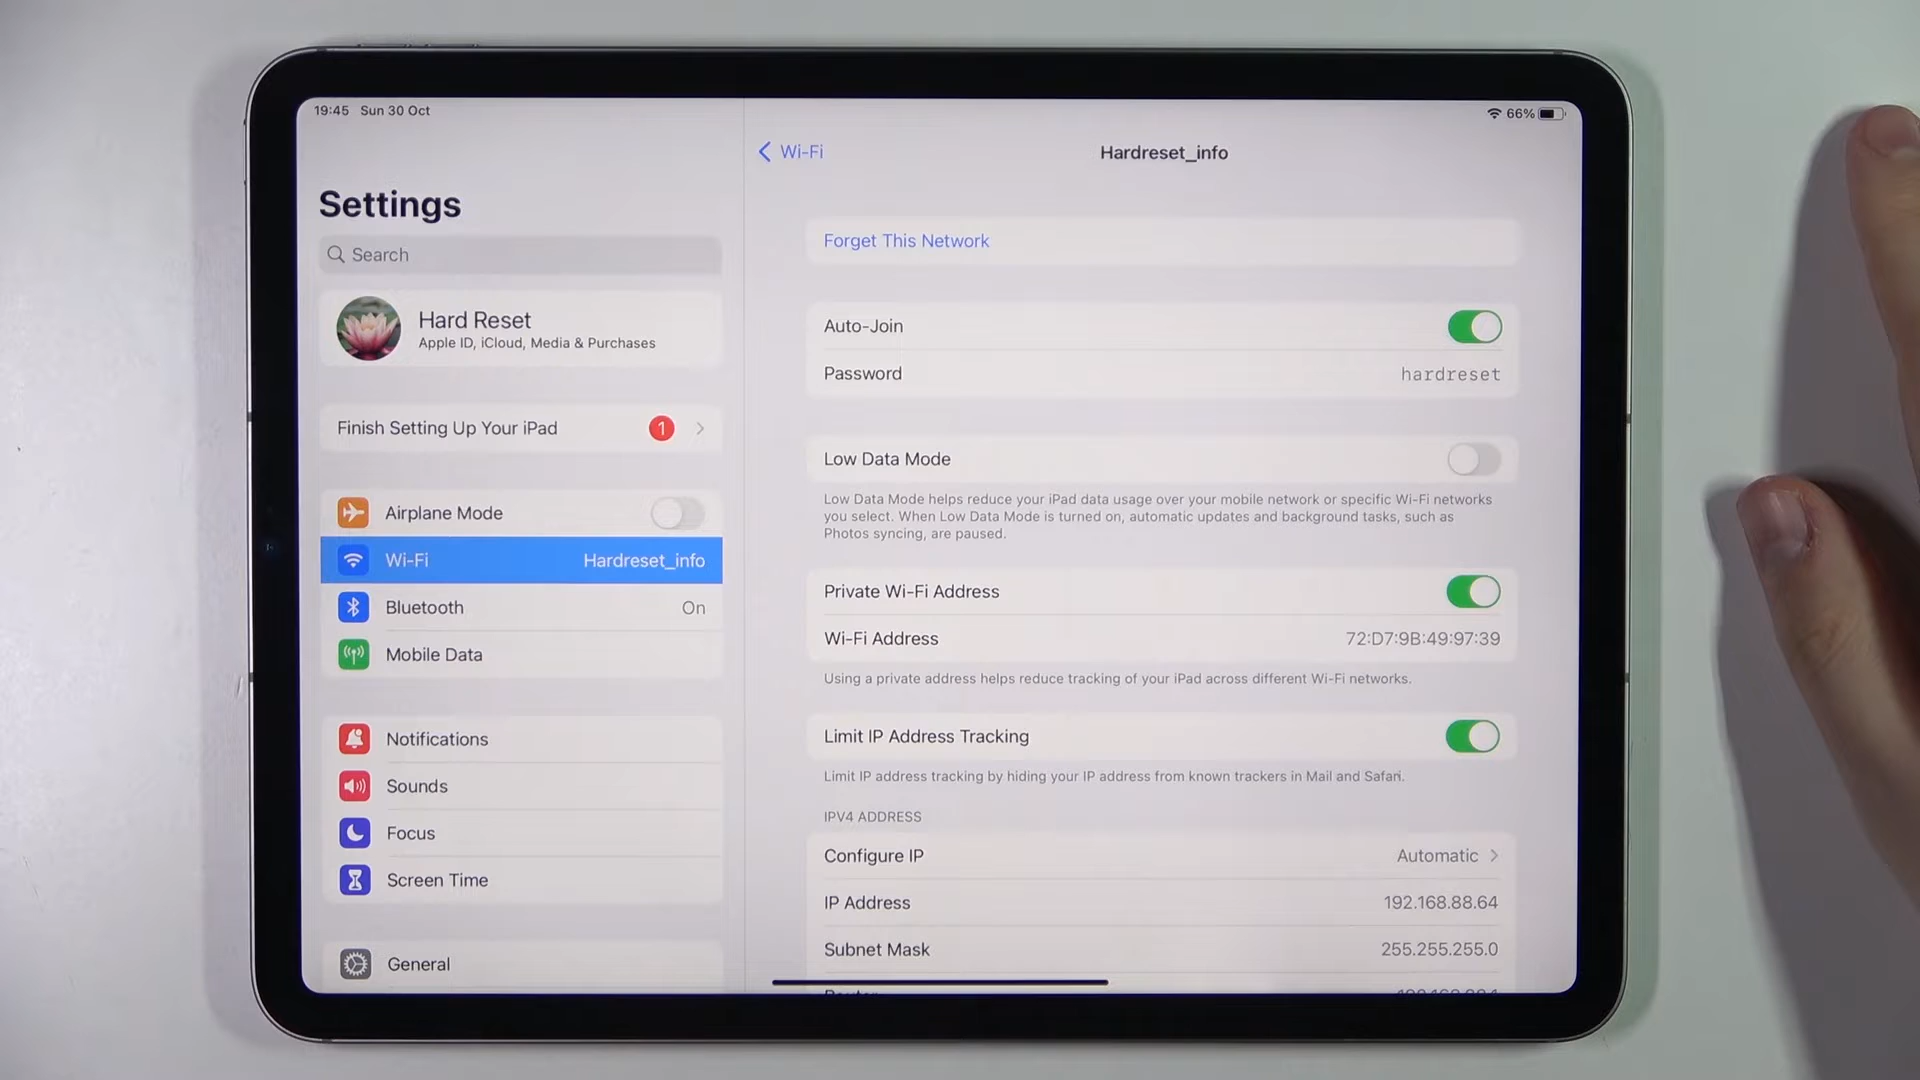 19:45 Sun 30 Oct
66%
Settings
Search
Hard Reset
Apple ID, iCloud, Media & Purchases
Finish Setting Up Your iPad
1
Airplane Mode
Wi-Fi Hardreset_info
Bluetooth On
Mobile Data
Notifications
Sounds
Focus
Screen Time
General
Wi-Fi
Hardreset_info
Forget This Network
Auto-Join
Password hardreset
Low Data Mode
Low Data Mode helps reduce your iPad data usage over your mobile network or specific Wi-Fi networks
you select. When Low Data Mode is turned on, automatic updates and background tasks, such as
Photos syncing, are paused.
Private Wi-Fi Address
Wi-Fi Address 72:D7:9B:49:97:39
Using a private address helps reduce tracking of your iPad across different Wi-Fi networks.
Limit IP Address Tracking
Limit IP address tracking by hiding your IP address from known trackers in Mail and Safari.
IPV4 ADDRESS
Configure IP Automatic
IP Address 192.168.88.64
Subnet Mask 255.255.255.0